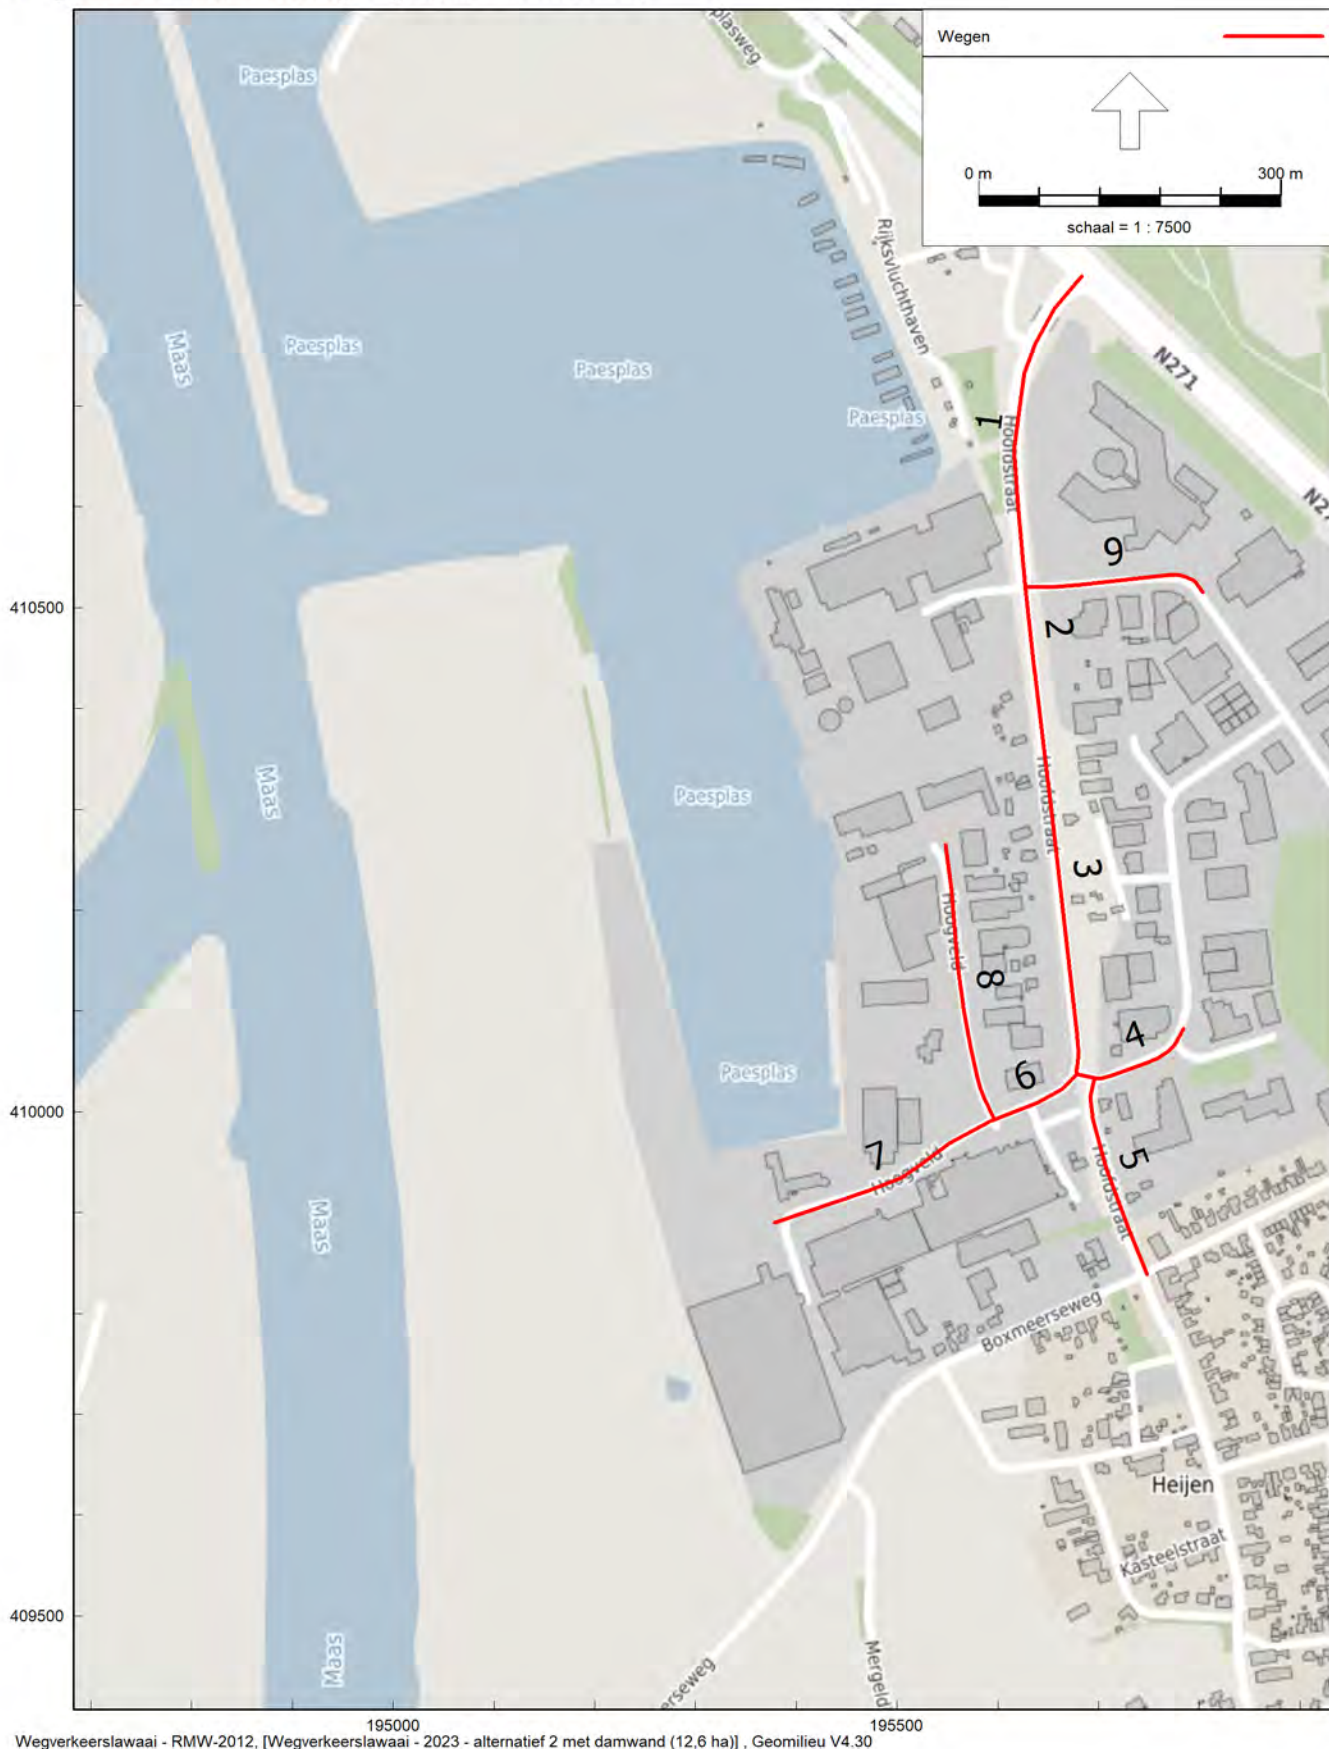 plasweg
Wegen
0 m
300 m
schaal = 1 : 7500
Paesplas
Maas
Paesplas
Paesplas
Paesplas
Rijksvluchthaven
N271
1
Hoofdstraat
9
410500
2
Maas
Paesplas
Hoofdstraat
3
Hoogveld
8
4
6
Paesplas
410000
7
Hoogveld
5
Hoofdstraat
Maas
Boxmeerseweg
Heijen
Kasteelstraat
409500
Maas
erseweg
Mergeld
195000
195500
Wegverkeerslawaai - RMW-2012, [Wegverkeerslawaai - 2023 - alternatief 2 met damwand (12,6 ha)] , Geomilieu V4.30